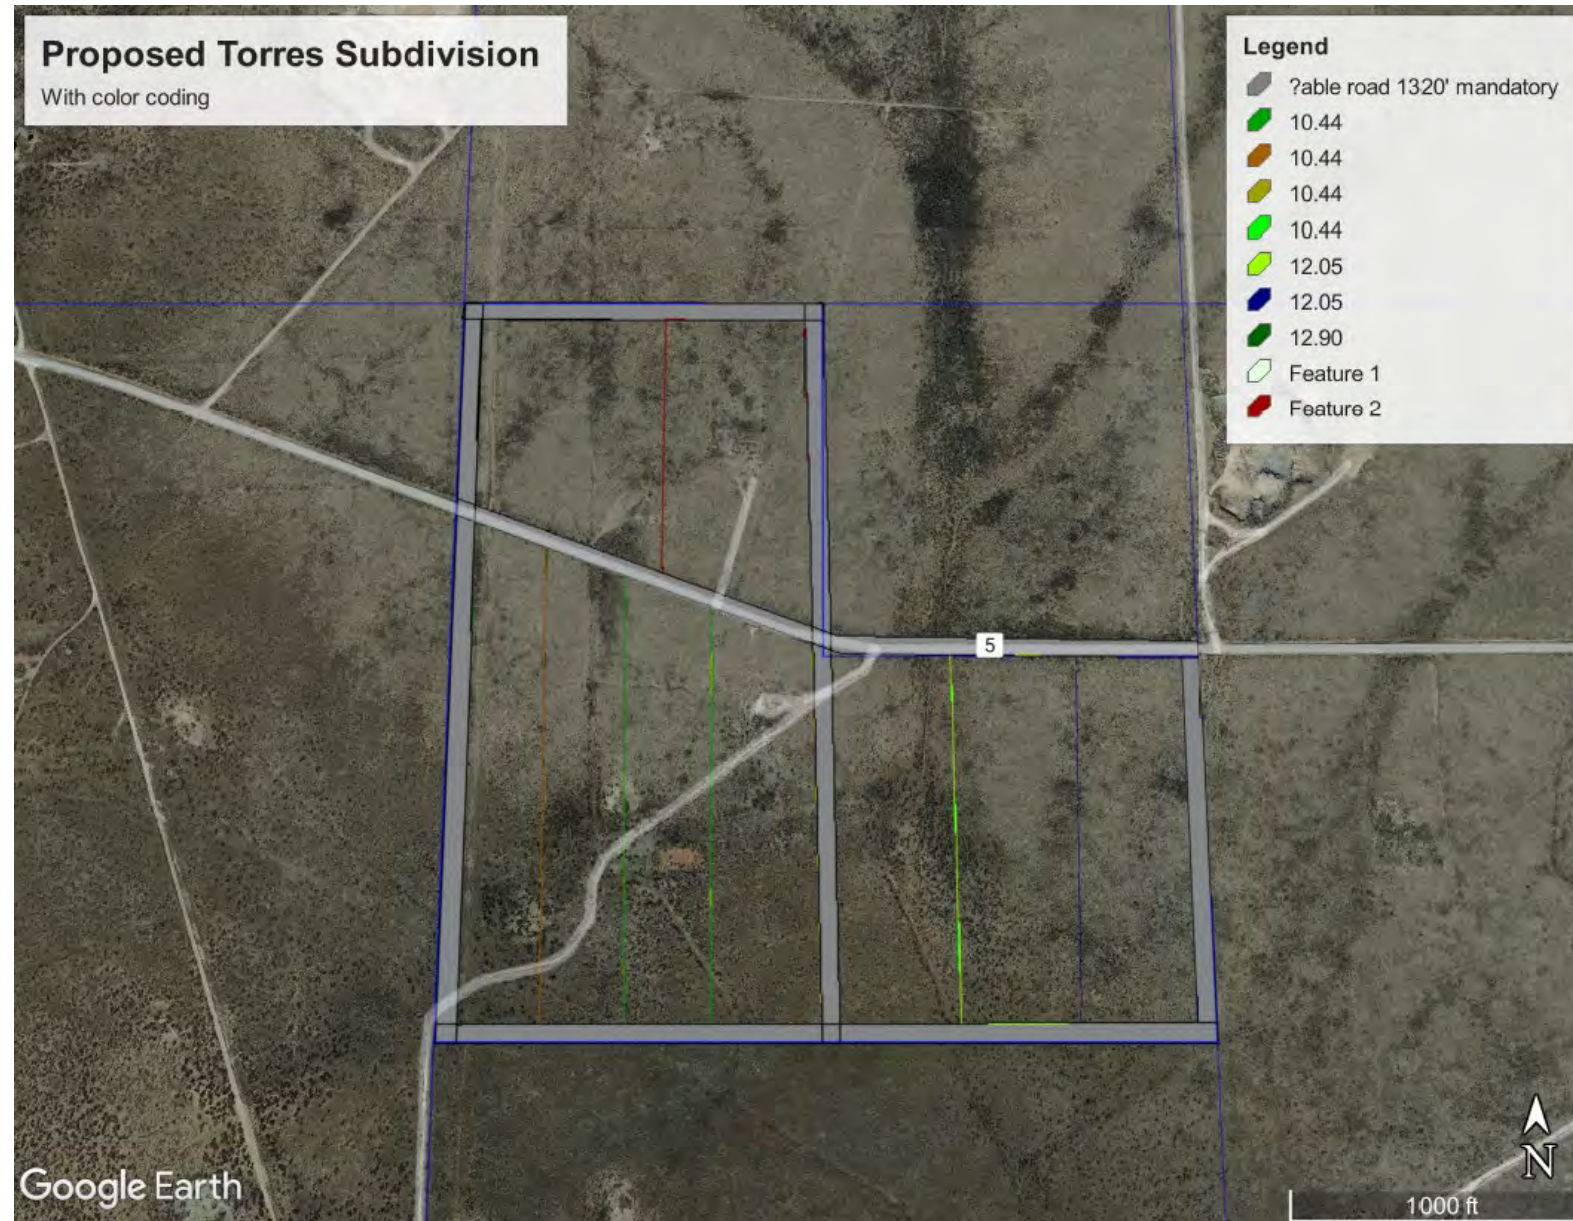 Proposed Torres Subdivision
With color coding
Legend
?able road 1320' mandatory
10.44
10.44
10.44
10.44
12.05
12.05
12.90
Feature 1
Feature 2
5
N
Google Earth
1000 ft